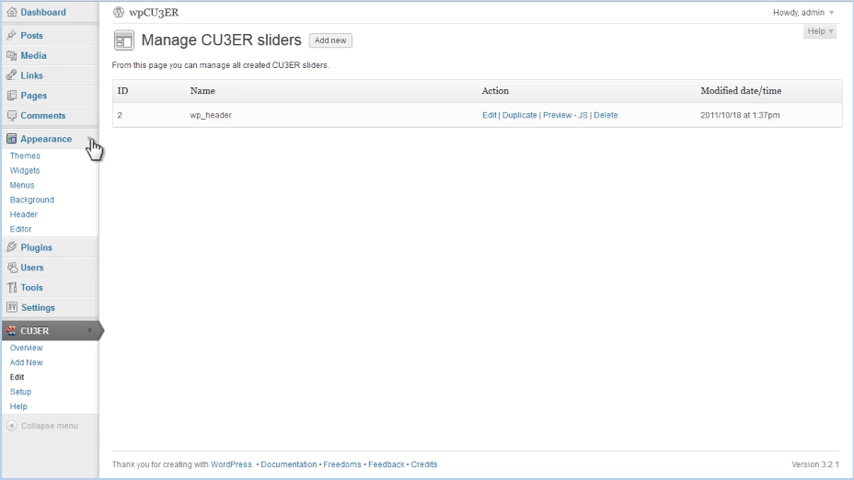 Dashboard
Posts
Media
Links
Pages
Comments
Appearance
Themes
Widgets
Menus
Background
Header
Editor
Plugins
Users
Tools
Settings
CU3ER
Overview
Add New
Edit
Setup
Help
Collapse menu
wpCU3ER
Howdy, admin
Help
Manage CU3ER sliders
Add new
From this page you can manage all created CU3ER sliders.
ID Name Action Modified date/time
2 wp_header Edit | Duplicate | Preview - JS | Delete 2011/10/18 at 1:37pm
Thank you for creating with WordPress. • Documentation • Freedoms • Feedback • Credits
Version 3.2.1